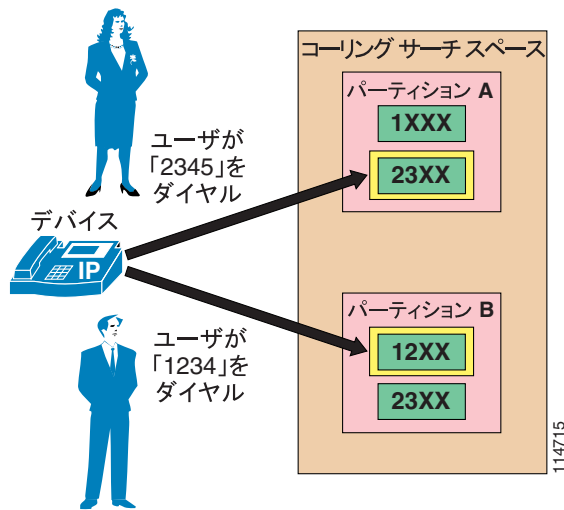 コーリング サーチ スペース
パーティション A
1XXX
23XX
ユーザが
「2345」を
ダイヤル
デバイス
IP
ユーザが
「1234」を
ダイヤル
パーティション B
12XX
23XX
114715